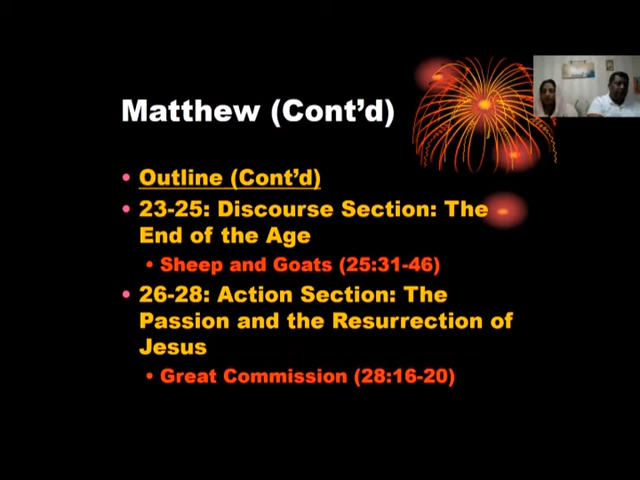 Matthew (Cont’d)
• Outline (Cont’d)
• 23-25: Discourse Section: The
End of the Age
• Sheep and Goats (25:31-46)
• 26-28: Action Section: The
Passion and the Resurrection of
Jesus
• Great Commission (28:16-20)